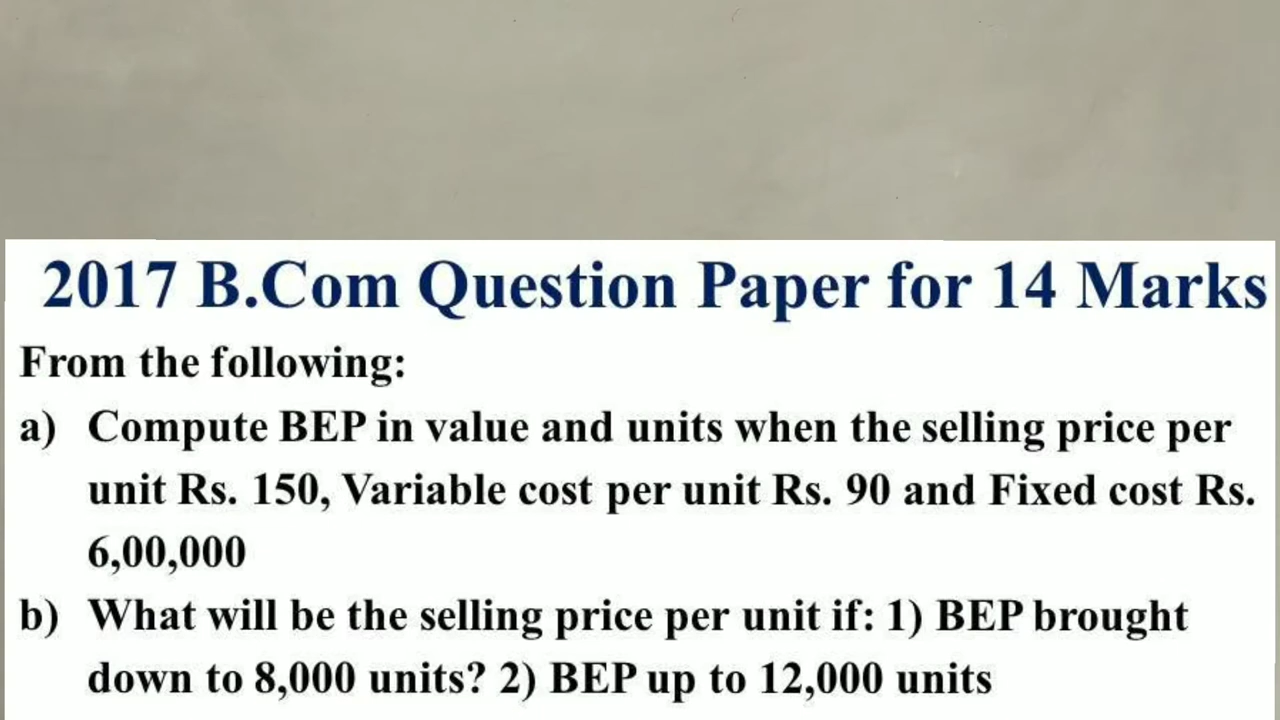 2017 B.Com Question Paper for 14 Marks
From the following:
a) Compute BEP in value and units when the selling price per
unit Rs. 150, Variable cost per unit Rs. 90 and Fixed cost Rs.
6,00,000
b) What will be the selling price per unit if: 1) BEP brought
down to 8,000 units? 2) BEP up to 12,000 units